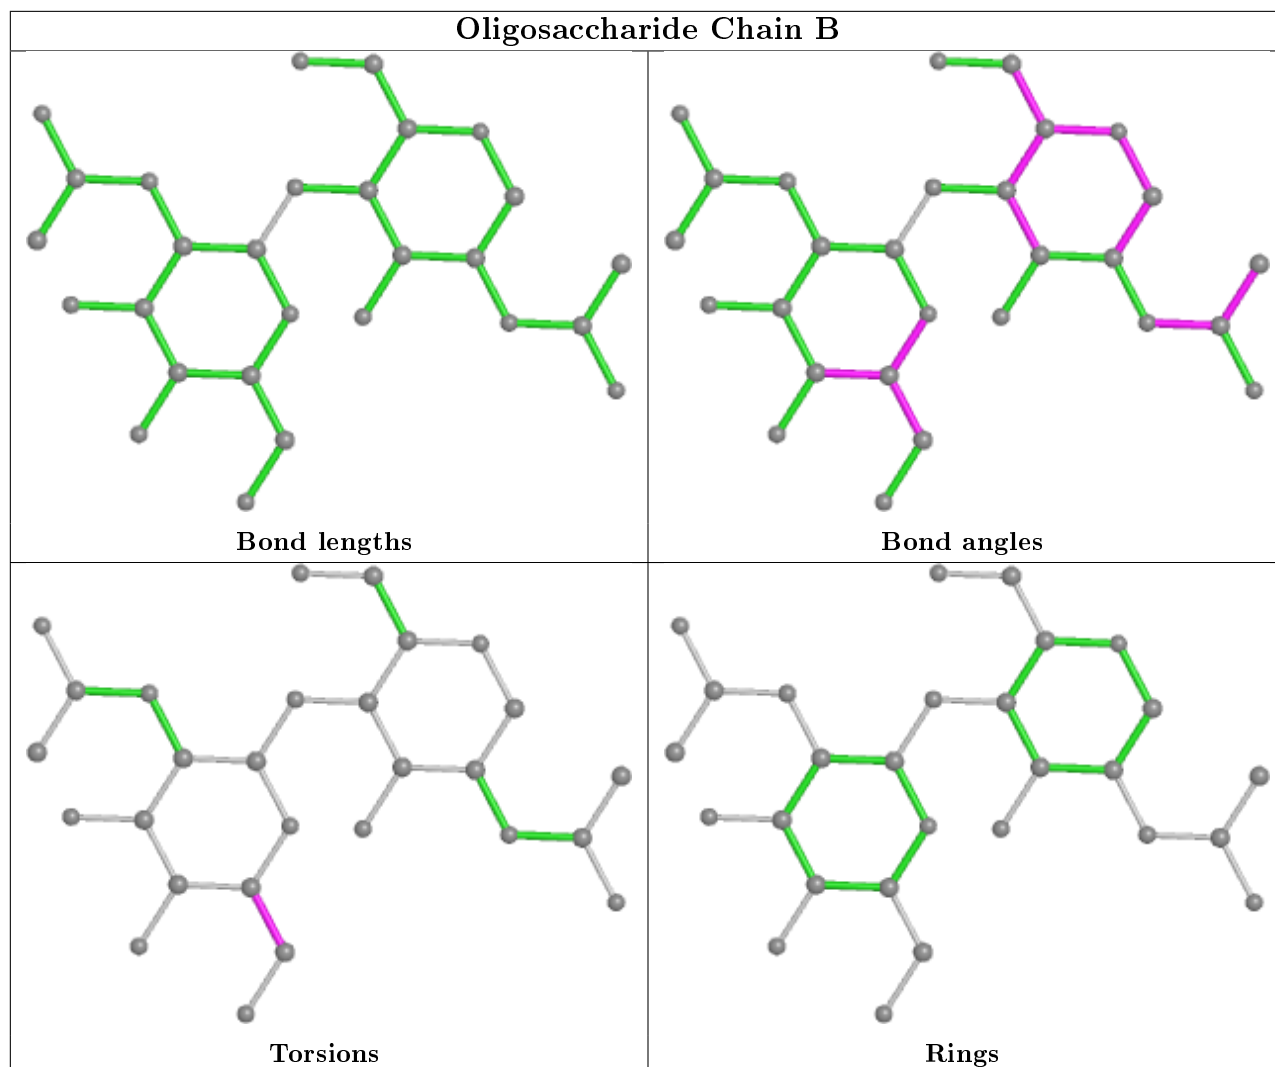 Oligosaccharide Chain B
Bond lengths
Bond angles
Torsions
Rings